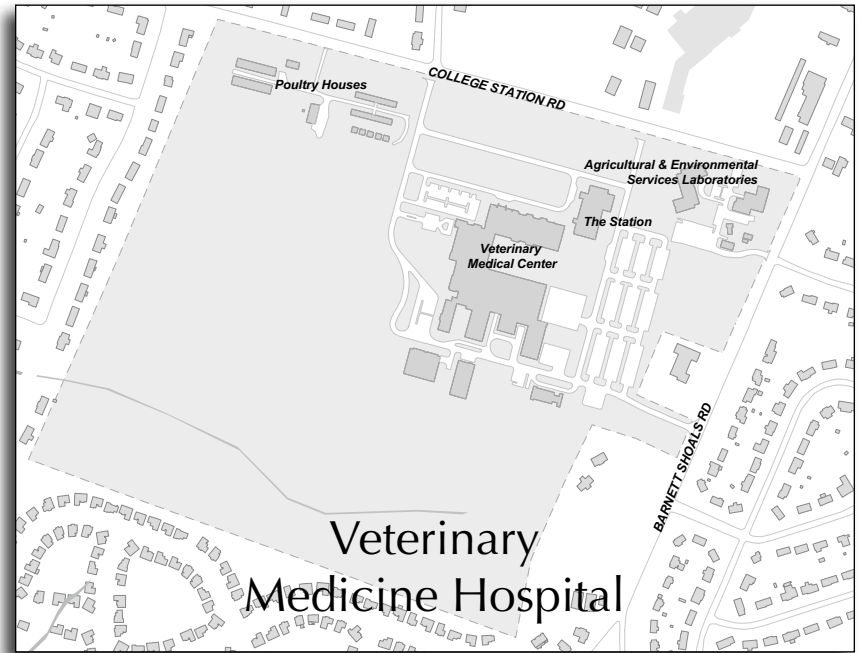 COLLEGE STATION RD
Poultry Houses
Agricultural & Environmental
Services Laboratories
The Station
Veterinary
Medical Center
BARNETT SHOALS RD
Veterinary
Medicine Hospital